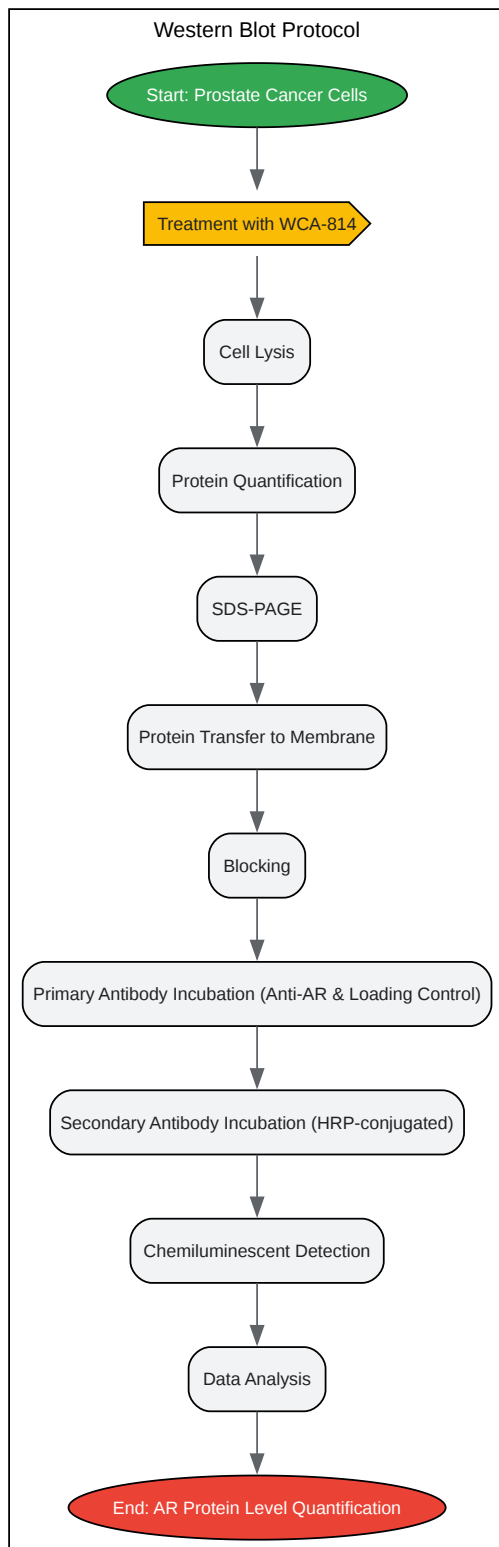 Western Blot Protocol
Start: Prostate Cancer Cells
Treatment with WCA-814
Cell Lysis
Protein Quantification
SDS-PAGE
Protein Transfer to Membrane
Blocking
Primary Antibody Incubation (Anti-AR & Loading Control)
Secondary Antibody Incubation (HRP-conjugated)
Chemiluminescent Detection
Data Analysis
End: AR Protein Level Quantification